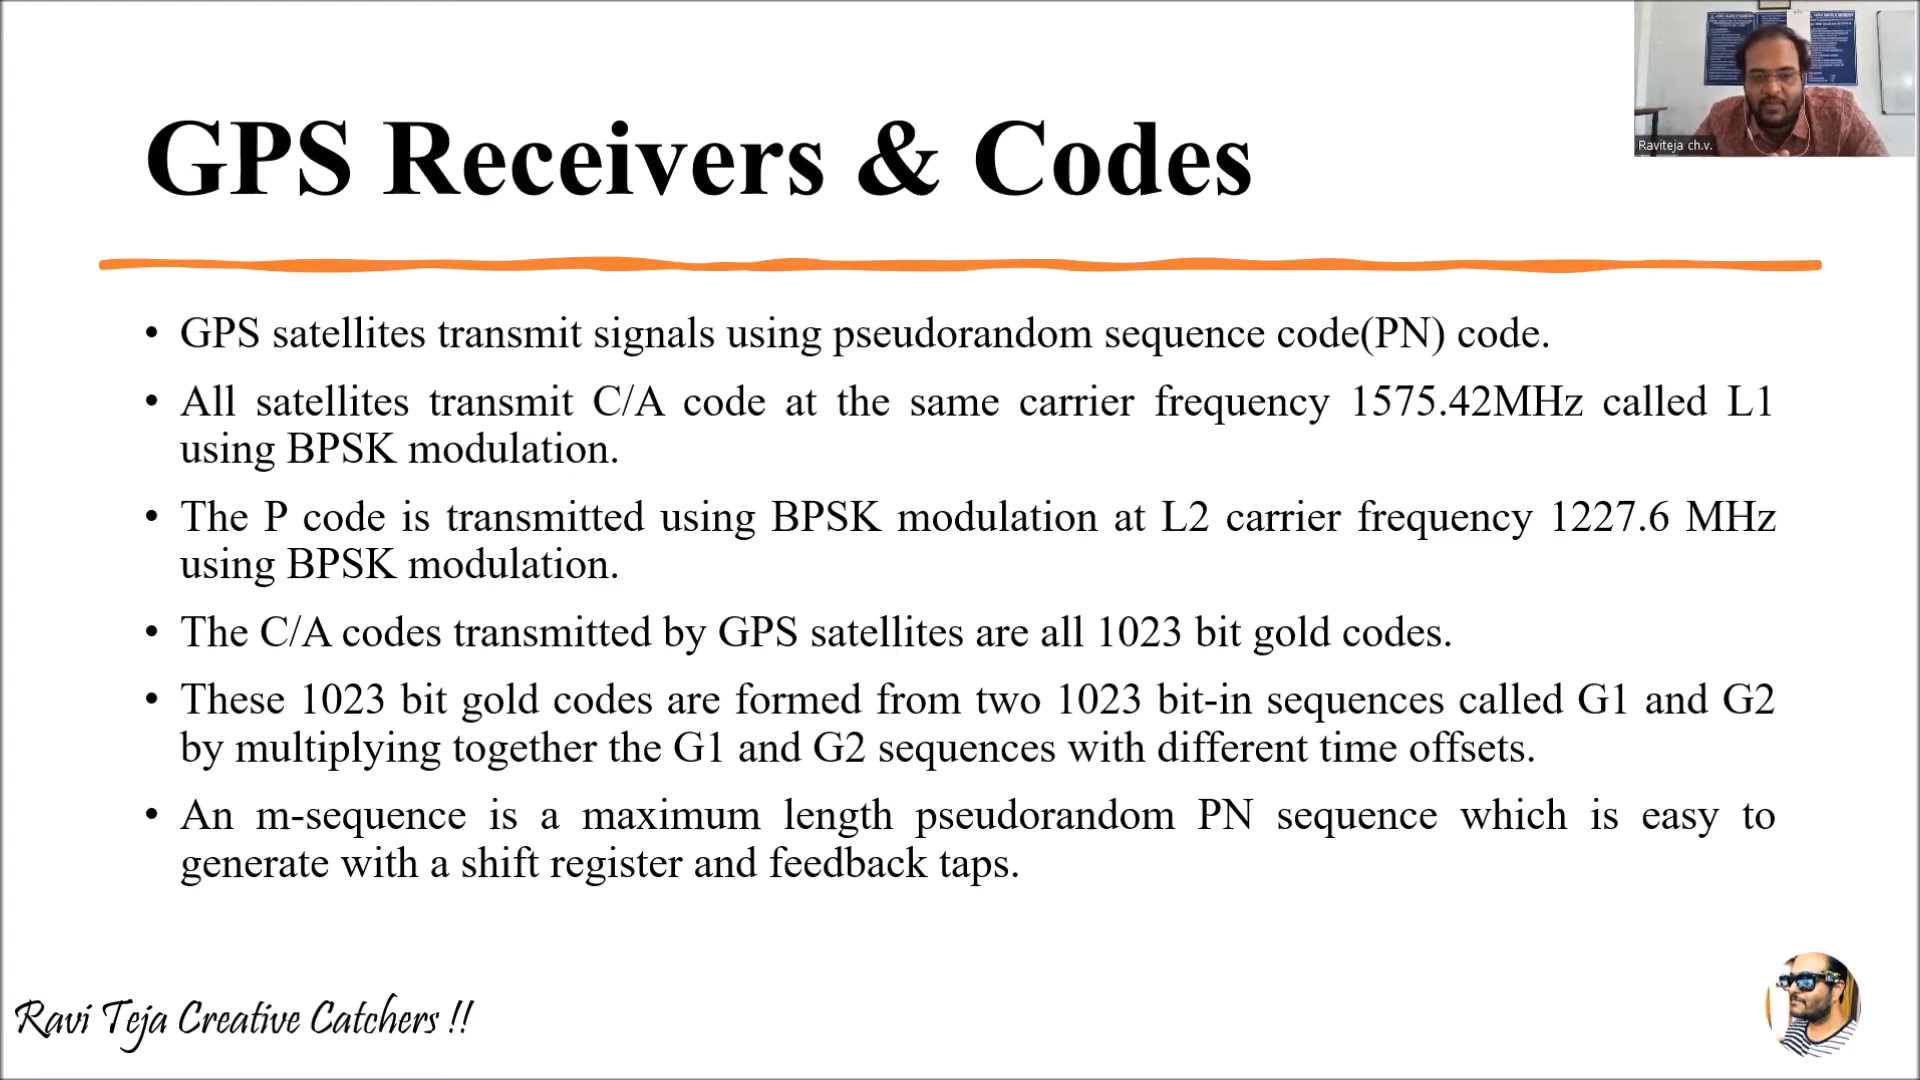 GPS Receivers & Codes
Raviteja ch.v.
• GPS satellites transmit signals using pseudorandom sequence code(PN) code.
• All satellites transmit C/A code at the same carrier frequency 1575.42MHz called L1
using BPSK modulation.
• The P code is transmitted using BPSK modulation at L2 carrier frequency 1227.6 MHz
using BPSK modulation.
• The C/A codes transmitted by GPS satellites are all 1023 bit gold codes.
• These 1023 bit gold codes are formed from two 1023 bit-in sequences called G1 and G2
by multiplying together the G1 and G2 sequences with different time offsets.
• An m-sequence is a maximum length pseudorandom PN sequence which is easy to
generate with a shift register and feedback taps.
Ravi Teja Creative Catchers !!